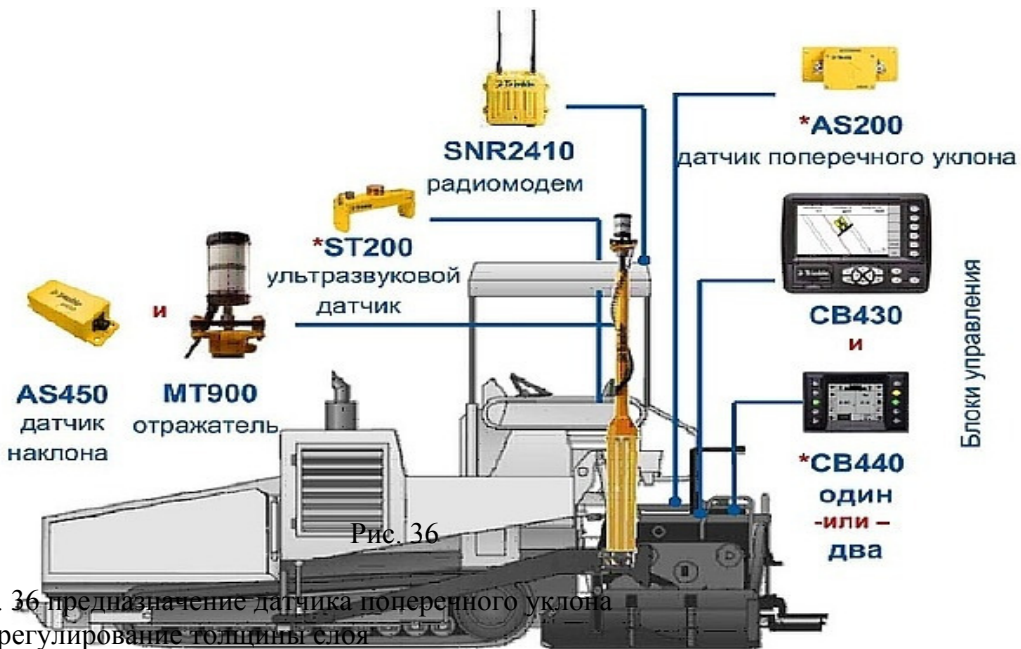 SNR2410
радиомодем
*AS200
датчик поперечного уклона
*ST200
ультразвуковой
датчик
и
AS450
датчик
наклона
MT900
отражатель
Trimble
CB430
и
*CB440
один
-или –
два
Блоки управления
Рис. 36
. 36 предназначение датчика поперечного уклона
регулирование толщины слоя